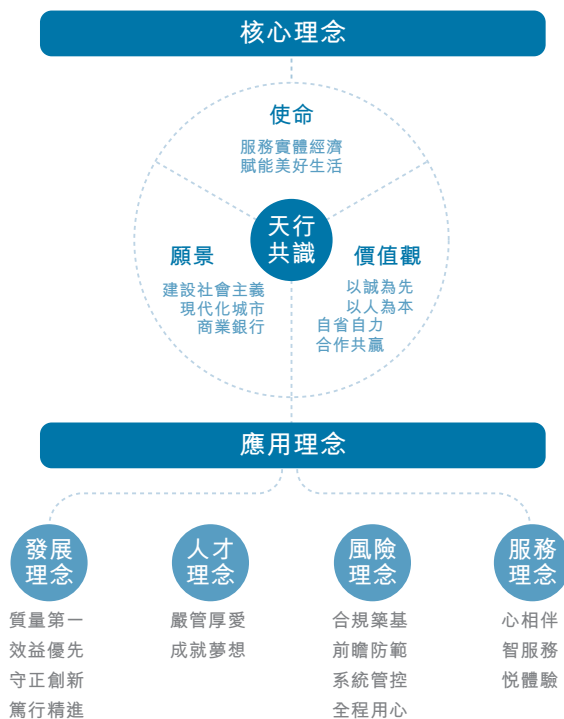 核心理念
使命
服務實體經濟
賦能美好生活
天行
共識
願景
建設社會主義
現代化城市
商業銀行
價值觀
以誠為先
以人為本
自省自力
合作共贏
應用理念
發展
理念
質量第一
效益優先
守正創新
篤行精進
人才
理念
嚴管厚愛
成就夢想
風險
理念
合規築基
前瞻防範
系統管控
全程用心
服務
理念
心相伴
智服務
悦體驗